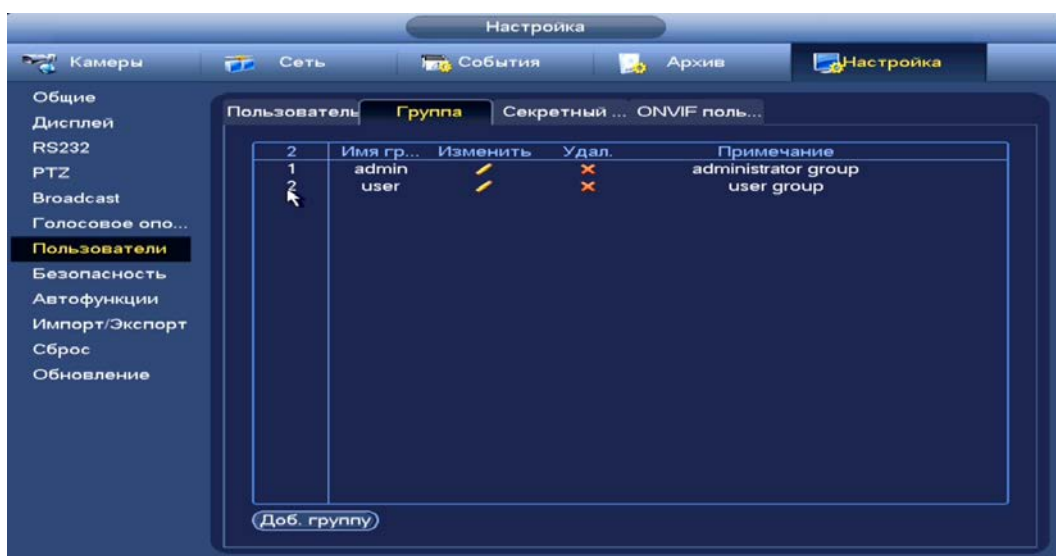 Настройка
Камеры Сеть События Архив Настройка
Общие
Дисплей
RS232
PTZ
Broadcast
Голосовое опо...
Пользователи
Безопасность
Автофункции
Импорт/Экспорт
Сброс
Обновление
Пользователь Группа Секретный ... ONVIF поль...
2 Имя гр... Изменить Удал. Примечание
1 admin administrator group
2 user user group
Доб. группу